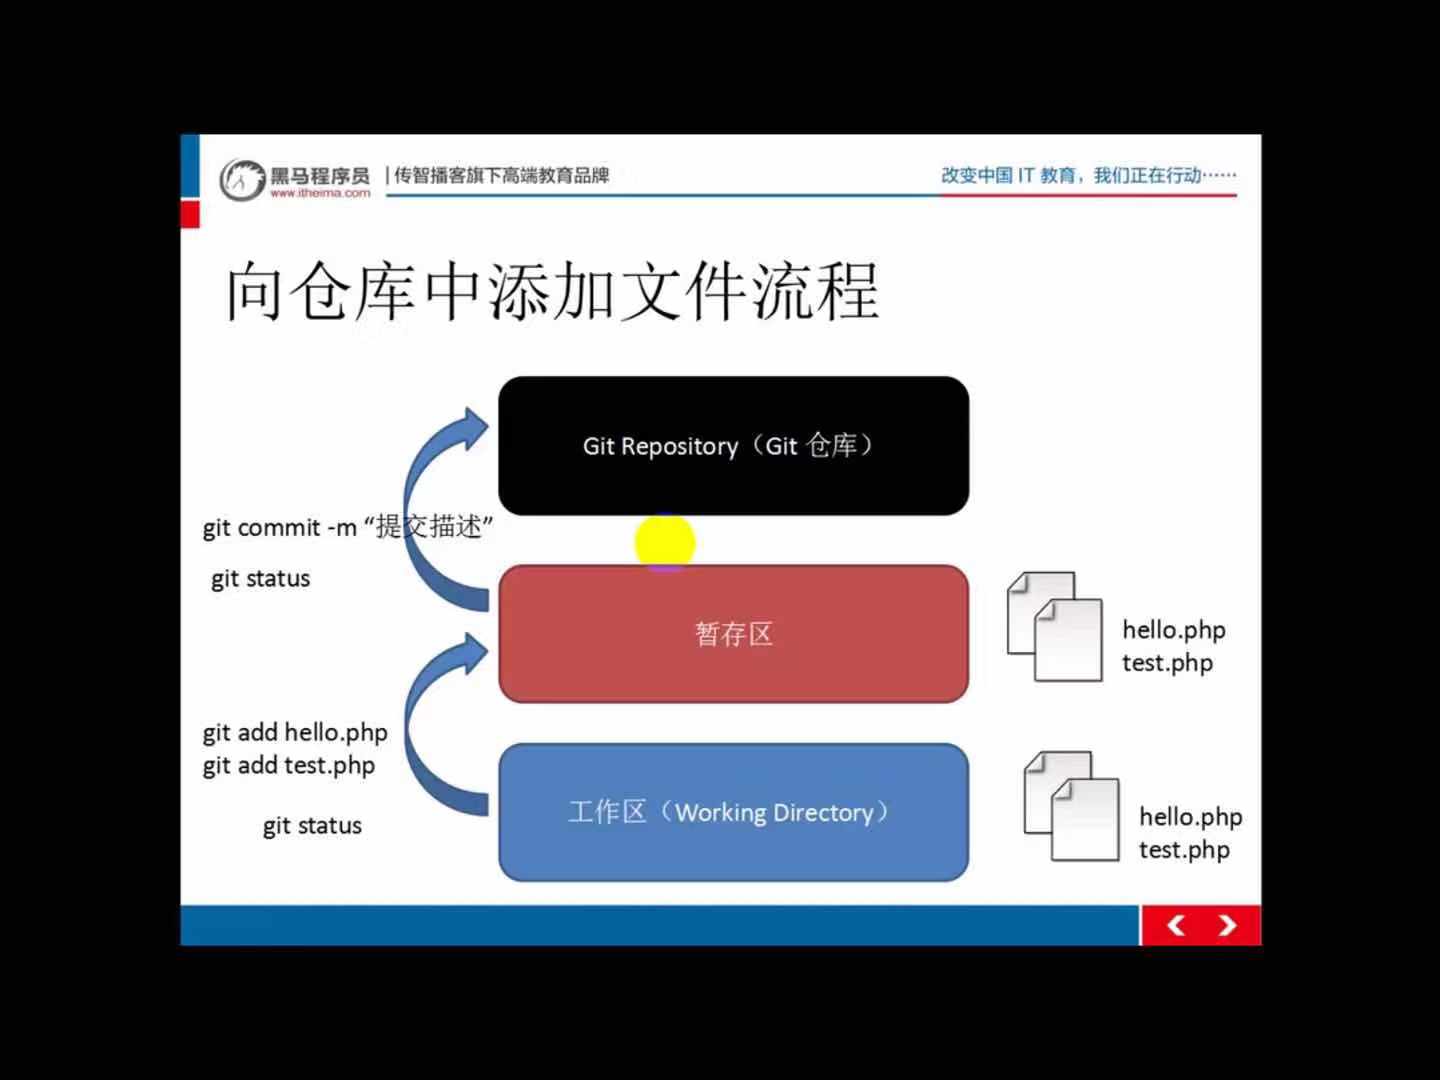 黑马程序员
www.itheima.com
传智播客旗下高端教育品牌
改变中国 IT 教育，我们正在行动……
向仓库中添加文件流程
Git Repository（Git 仓库）
git commit -m “提交描述”
git status
暂存区
hello.php
test.php
git add hello.php
git add test.php
git status
工作区（Working Directory）
hello.php
test.php